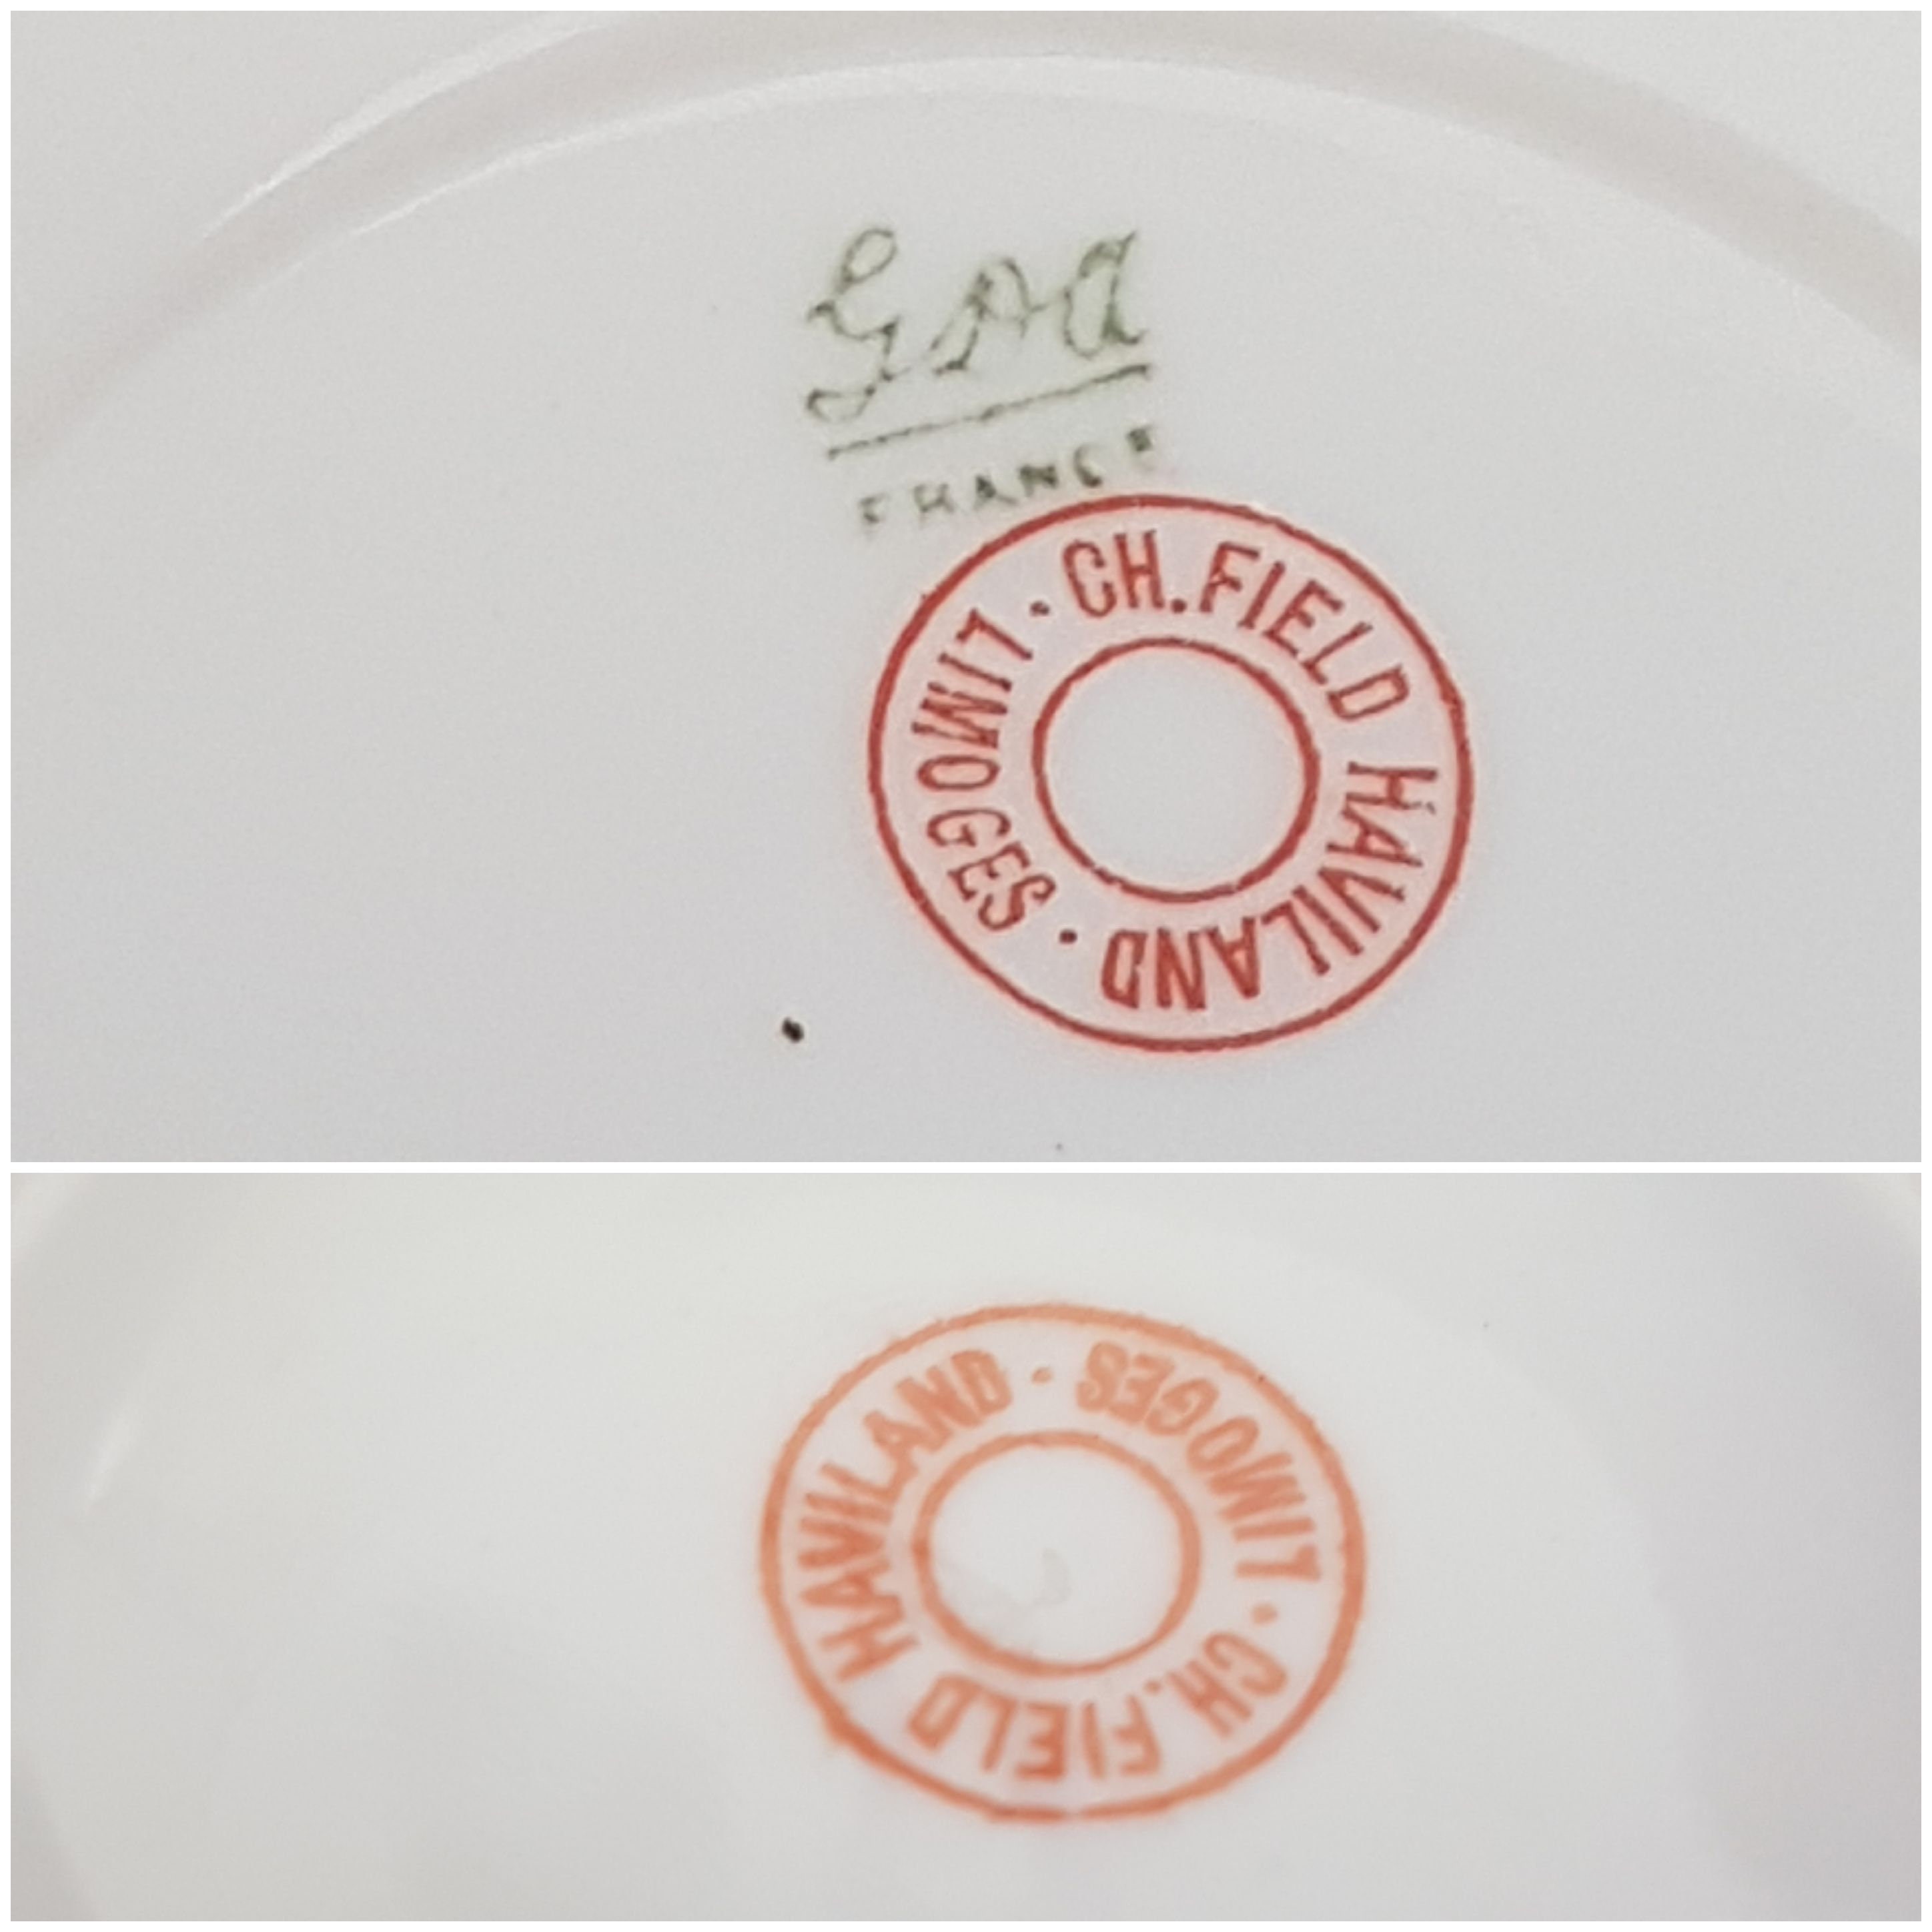 GDA
FRANCE
CH. FIELD HAVILAND · LIMOGES ·
CH. FIELD HAVILAND · LIMOGES ·